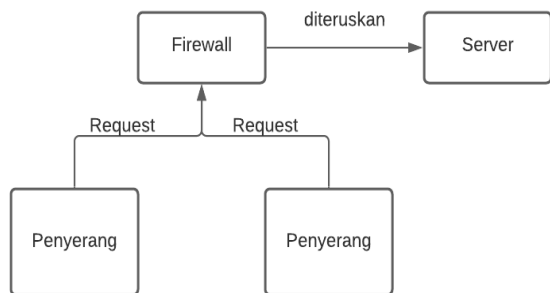 diteruskan
Firewall
Server
Request
Request
Penyerang
Penyerang